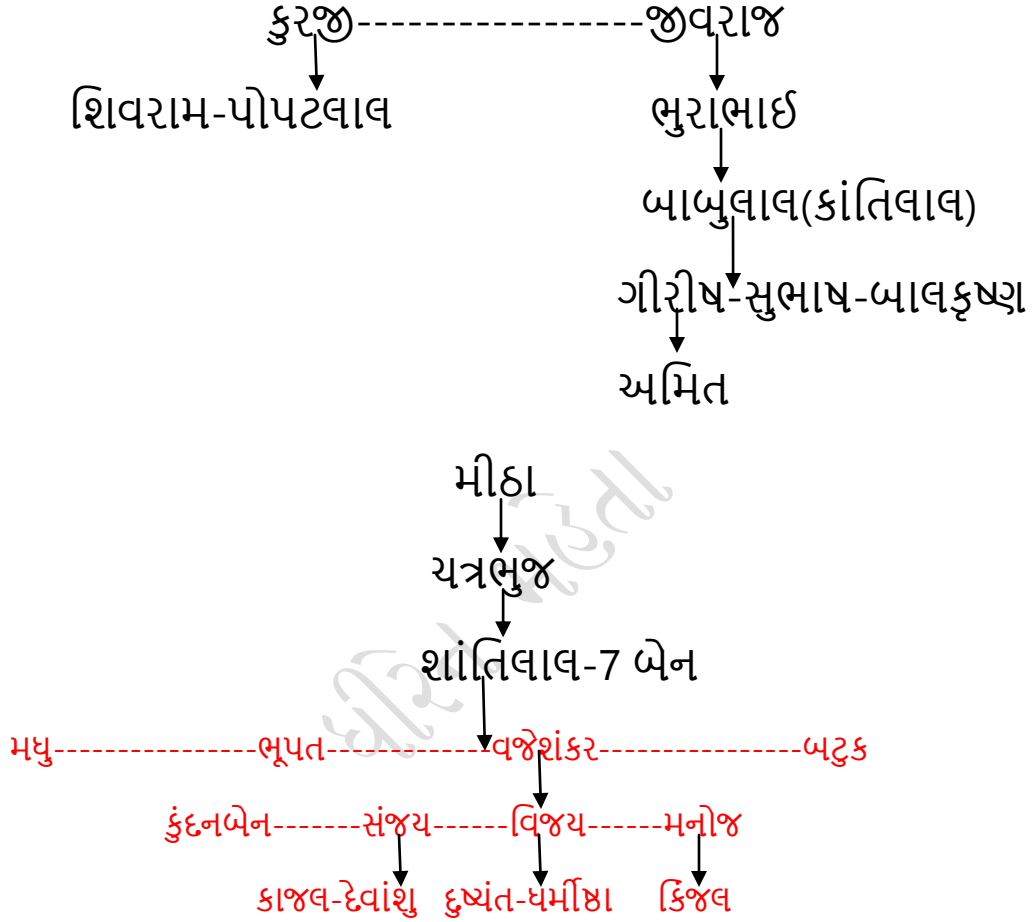 કુરજી-----------------જીવરાજ
શિવરામ-પોપટલાલ ભુરાભાઈ
બાબુલાલ(કાંતિલાલ)
ગીરીષ-સુભાષ-બાલકૃષ્ણ
અમિત
મીઠા
ચત્રભુજ
શાંતિલાલ-7 બેન
મધુ----------------ભૂપત-------------વજેશંકર----------------બટુક
કુંદનબેન-------સંજય------વિજય------મનોજ
કાજલ-દેવાંશુ દુષ્યંત-ધર્મીષ્ઠા કિંજલ